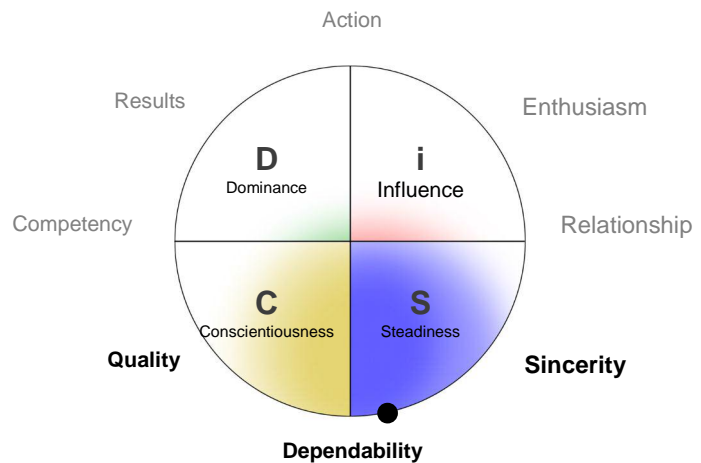 Action
Results
Enthusiasm
D
Dominance
i
Influence
Competency
Relationship
C
Conscientiousness
S
Steadiness
Quality
Sincerity
Dependability